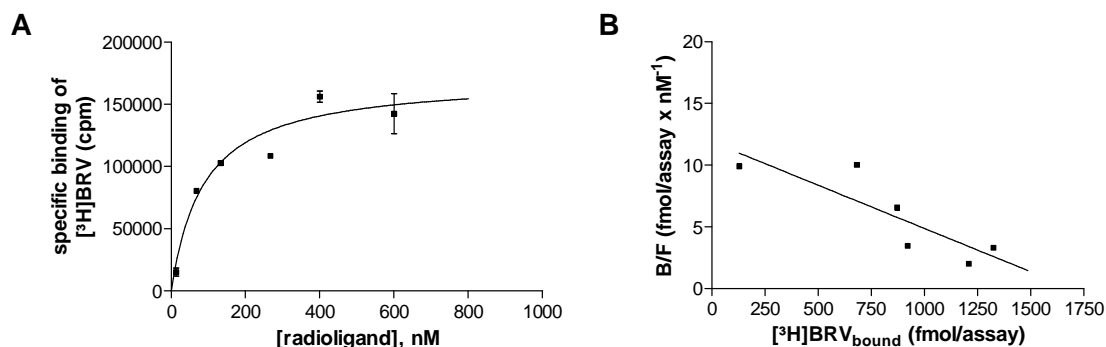 A
specific binding of
[³H]BRV (cpm)
200000
150000
100000
50000
0
0 200 400 600 800 1000
[radioligand], nM
B
B/F (fmol/assay x nM⁻¹)
20
15
10
5
0
0 250 500 750 1000 1250 1500 1750
[³H]BRVbound (fmol/assay)